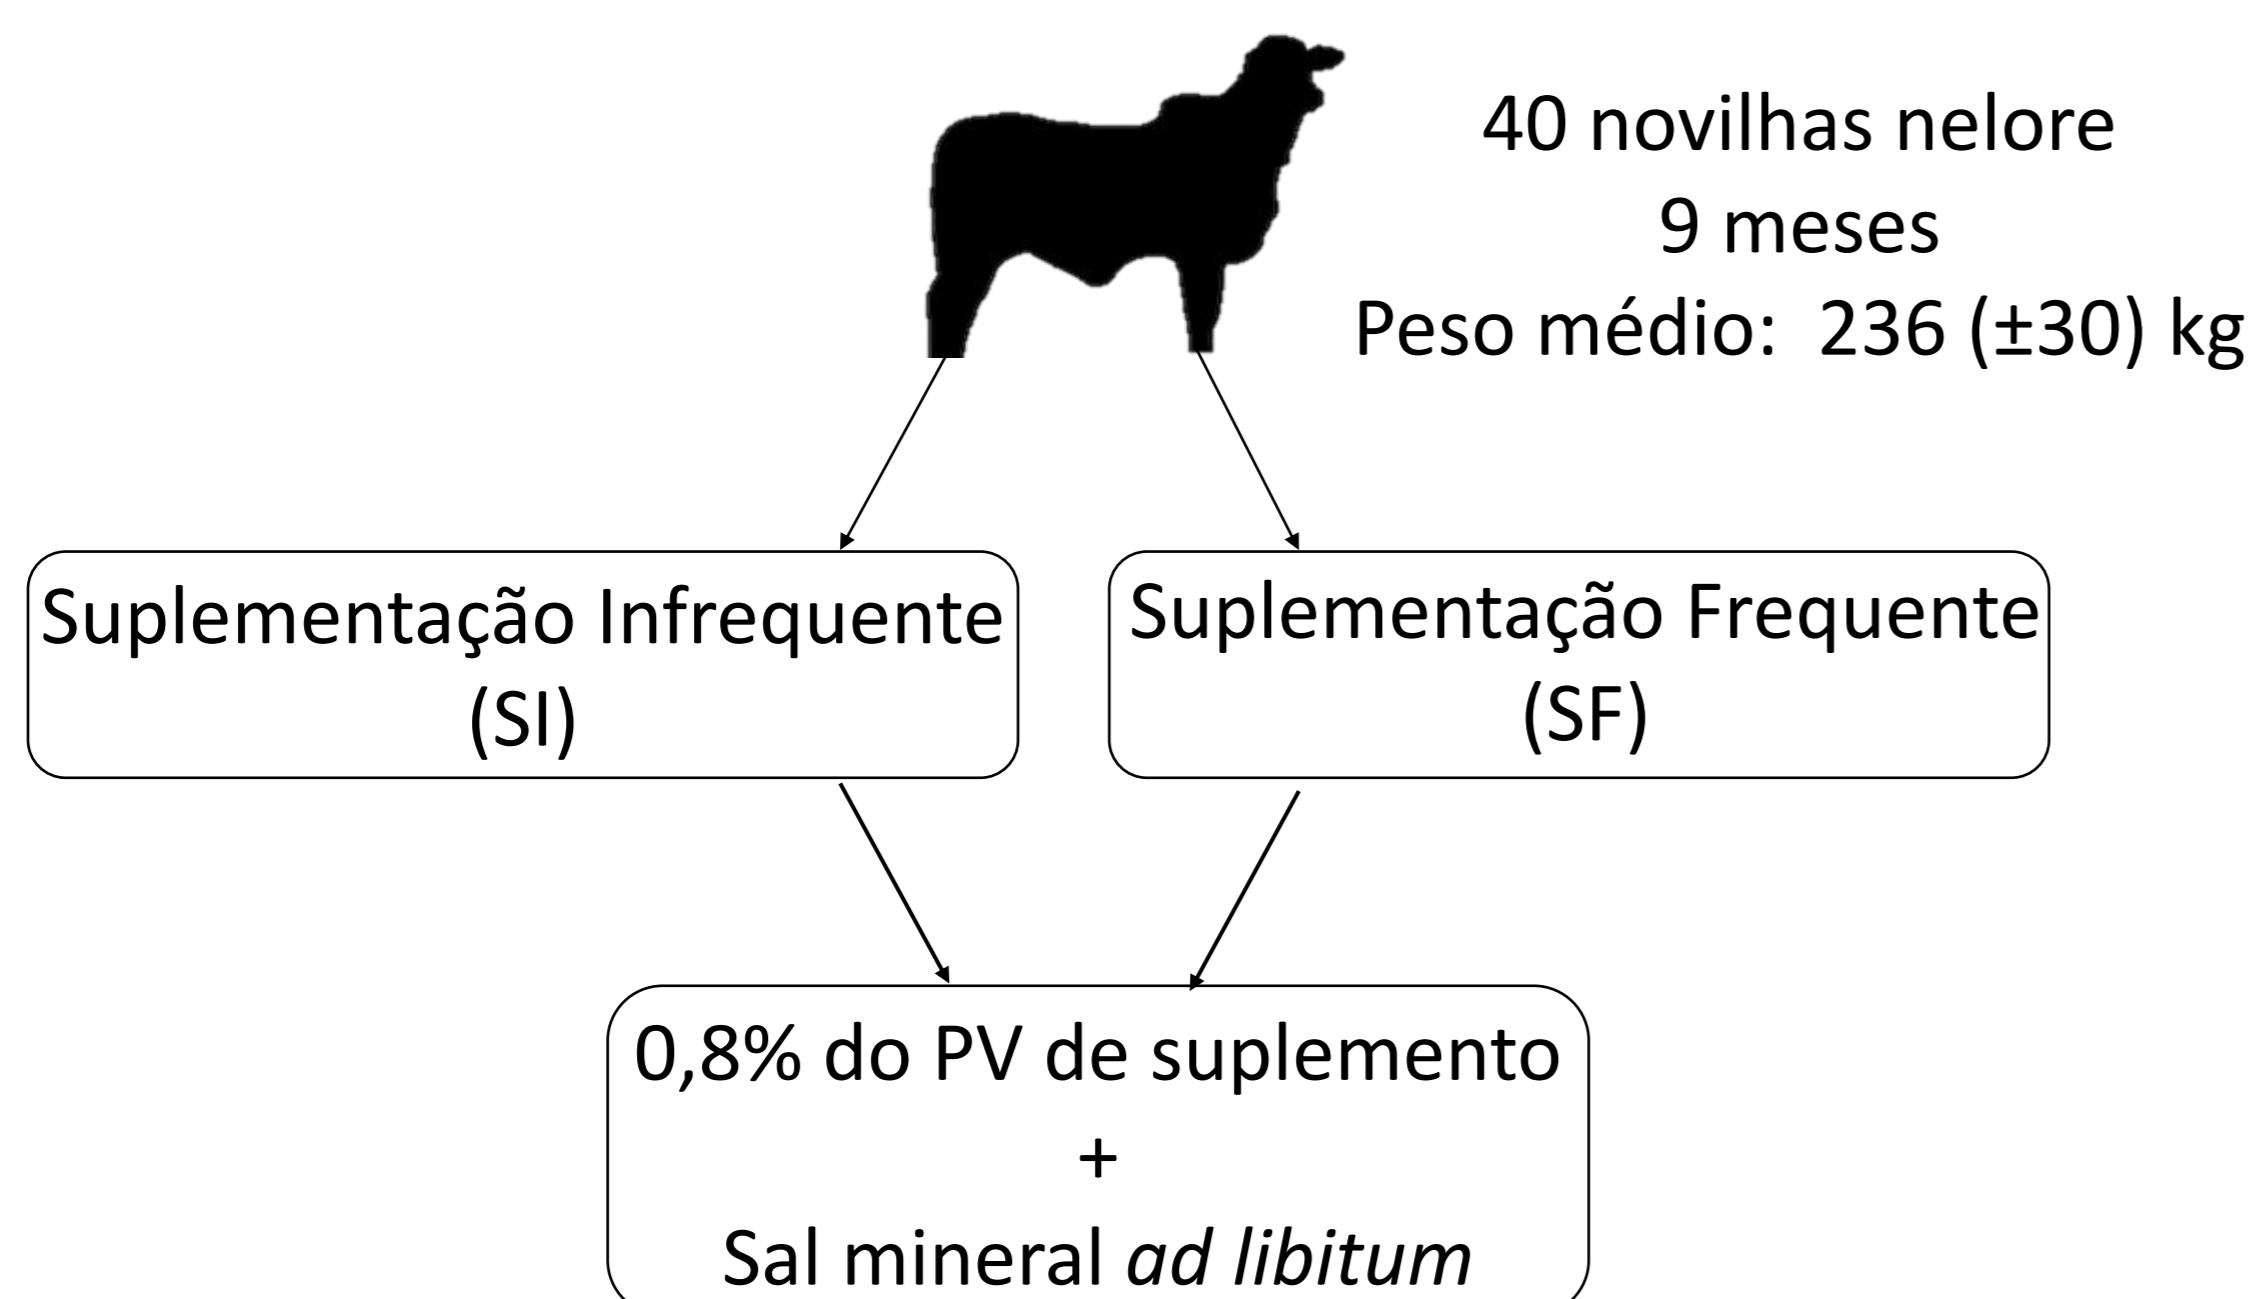 40 novilhas nelore
9 meses
Peso médio: 236 (±30) kg
Suplementação Infrequente
(SI)
Suplementação Frequente
(SF)
0,8% do PV de suplemento
+
Sal mineral ad libitum